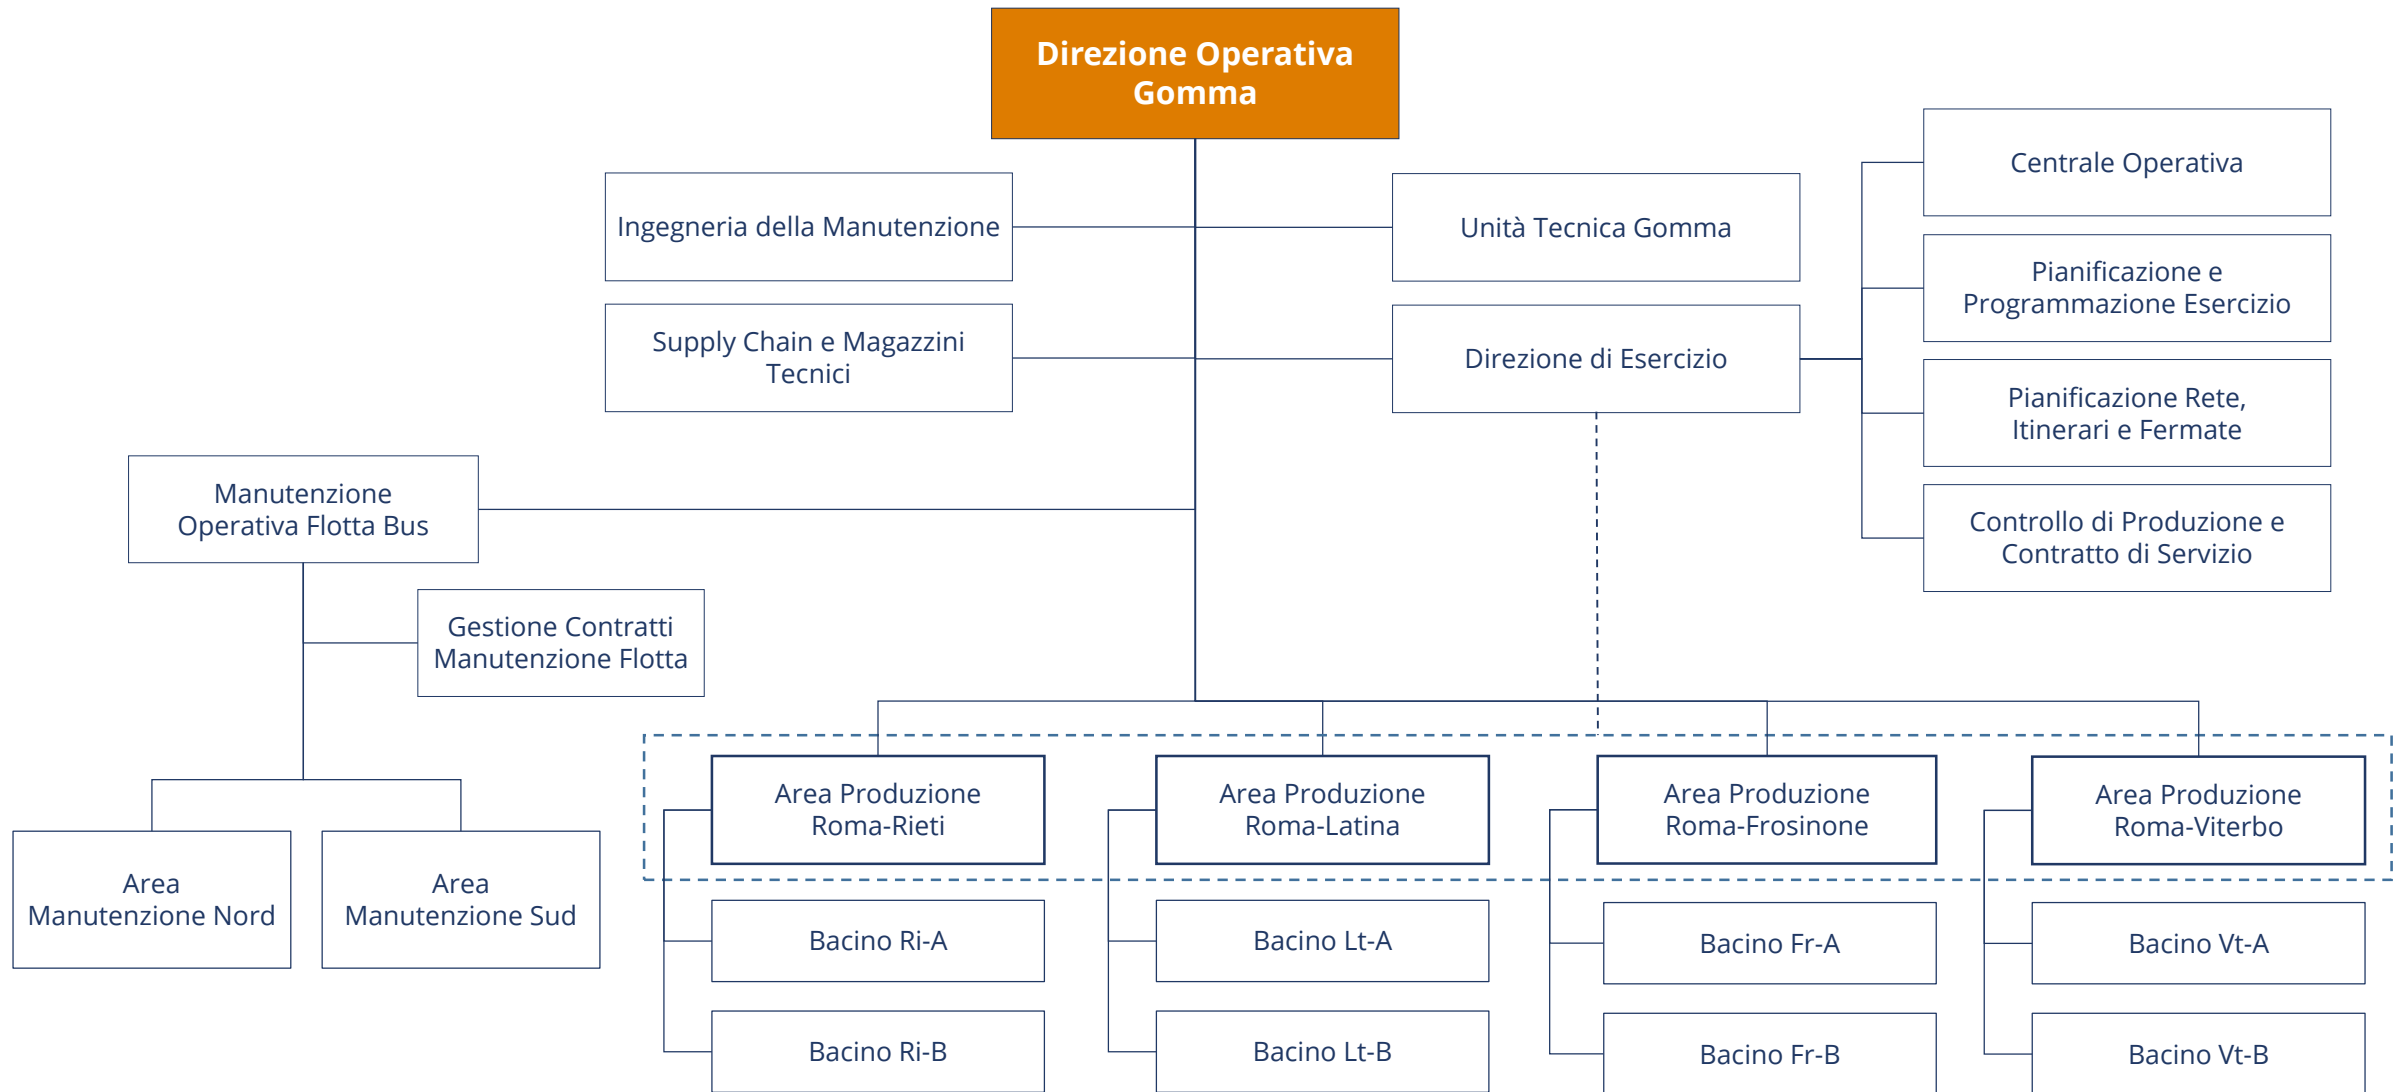 Direzione Operativa
Gomma
Centrale Operativa
Ingegneria della Manutenzione
Unità Tecnica Gomma
Pianificazione e
Programmazione Esercizio
Supply Chain e Magazzini
Tecnici
Direzione di Esercizio
Pianificazione Rete,
Itinerari e Fermate
Manutenzione
Operativa Flotta Bus
Controllo di Produzione e
Contratto di Servizio
Gestione Contratti
Manutenzione Flotta
Area Produzione
Roma-Rieti
Area Produzione
Roma-Latina
Area Produzione
Roma-Frosinone
Area Produzione
Roma-Viterbo
Area
Manutenzione Nord
Area
Manutenzione Sud
Bacino Ri-A
Bacino Lt-A
Bacino Fr-A
Bacino Vt-A
Bacino Ri-B
Bacino Lt-B
Bacino Fr-B
Bacino Vt-B